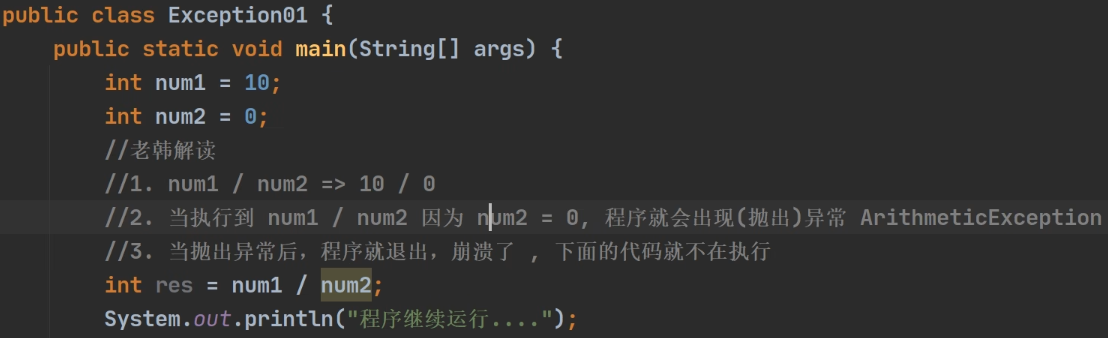 public class Exception01 {
public static void main(String[] args) {
int num1 = 10;
int num2 = 0;
//老韩解读
//1. num1 / num2 => 10 / 0
//2. 当执行到 num1 / num2 因为 num2 = 0, 程序就会出现(抛出)异常 ArithmeticException
//3. 当抛出异常后，程序就退出，崩溃了 , 下面的代码就不在执行
int res = num1 / num2;
System.out.println("程序继续运行....");